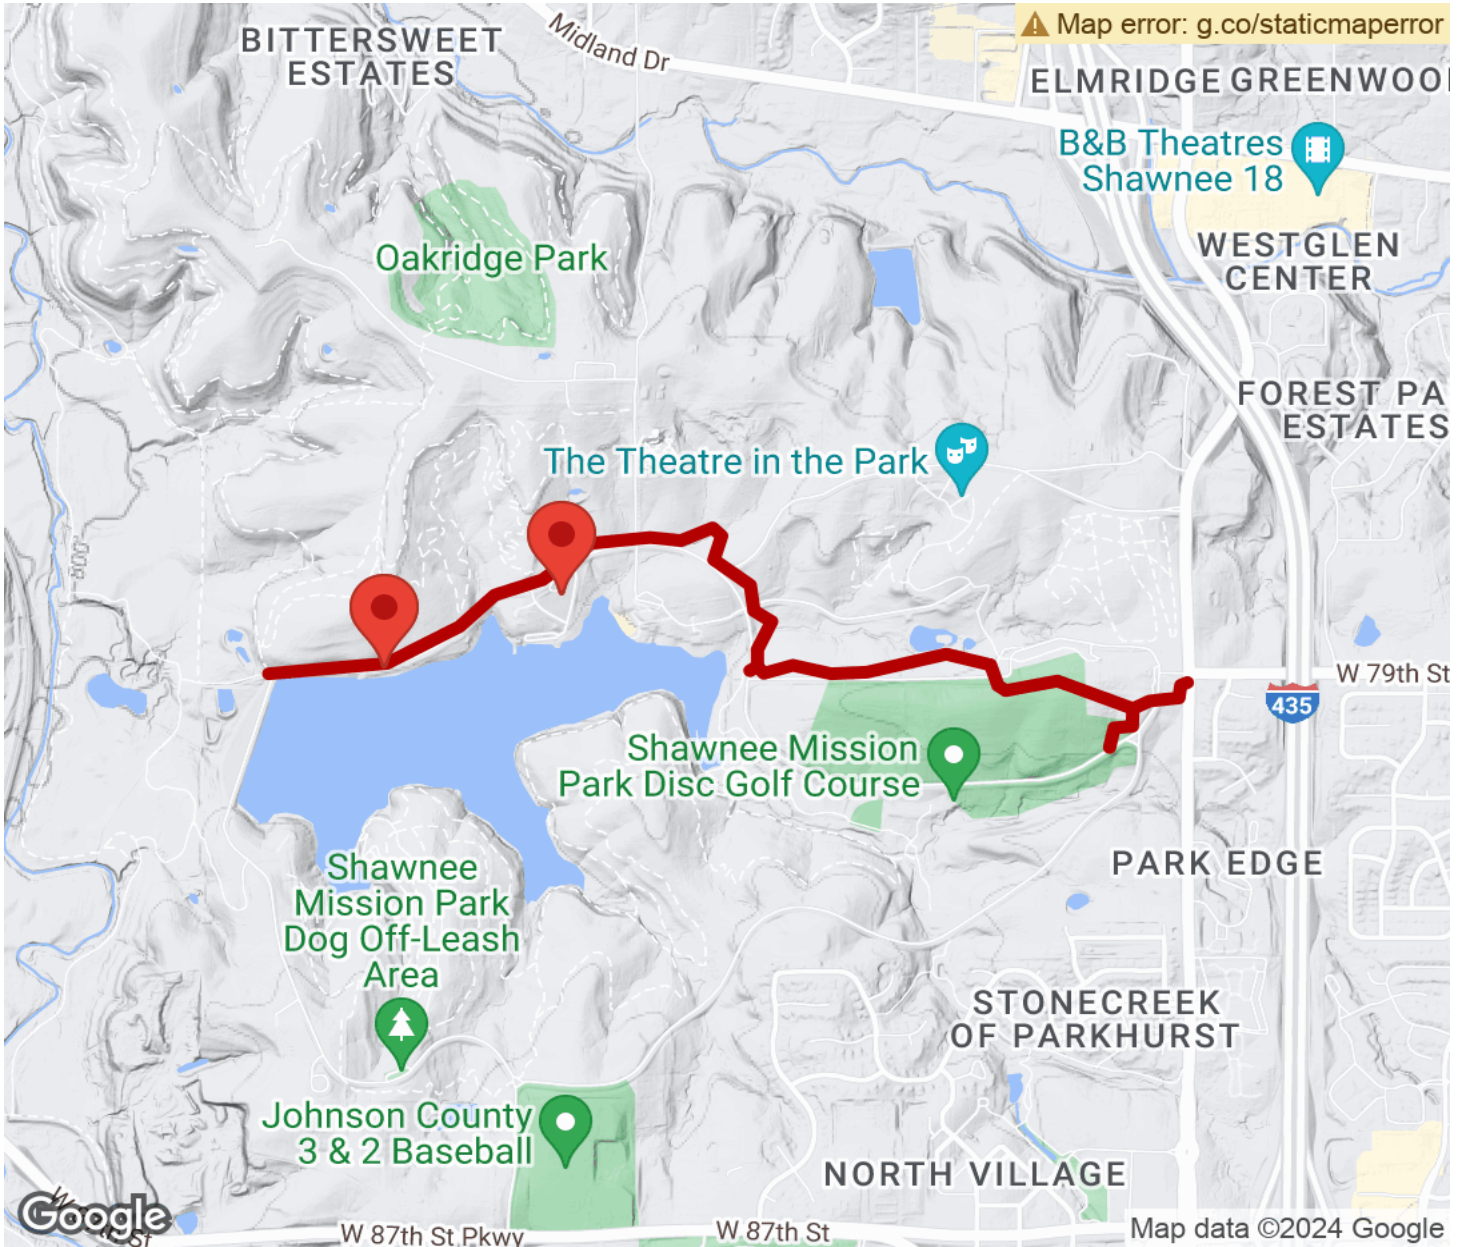 Map error: g.co/staticmaperror
BITTERSWEET
ESTATES
Midland Dr
ELMRIDGE
GREENWOO
B&B Theatres
Shawnee 18
WESTGLEN
CENTER
Oakridge Park
FOREST PA
ESTATES
The Theatre in the Park
800'
W 79th St
435
Shawnee Mission
Park Disc Golf Course
PARK EDGE
Shawnee
Mission Park
Dog Off-Leash
Area
STONECREEK
OF PARKHURST
Johnson County
3 & 2 Baseball
NORTH VILLAGE
Google
W 87th St Pkwy
W 87th St
Map data ©2024 Google